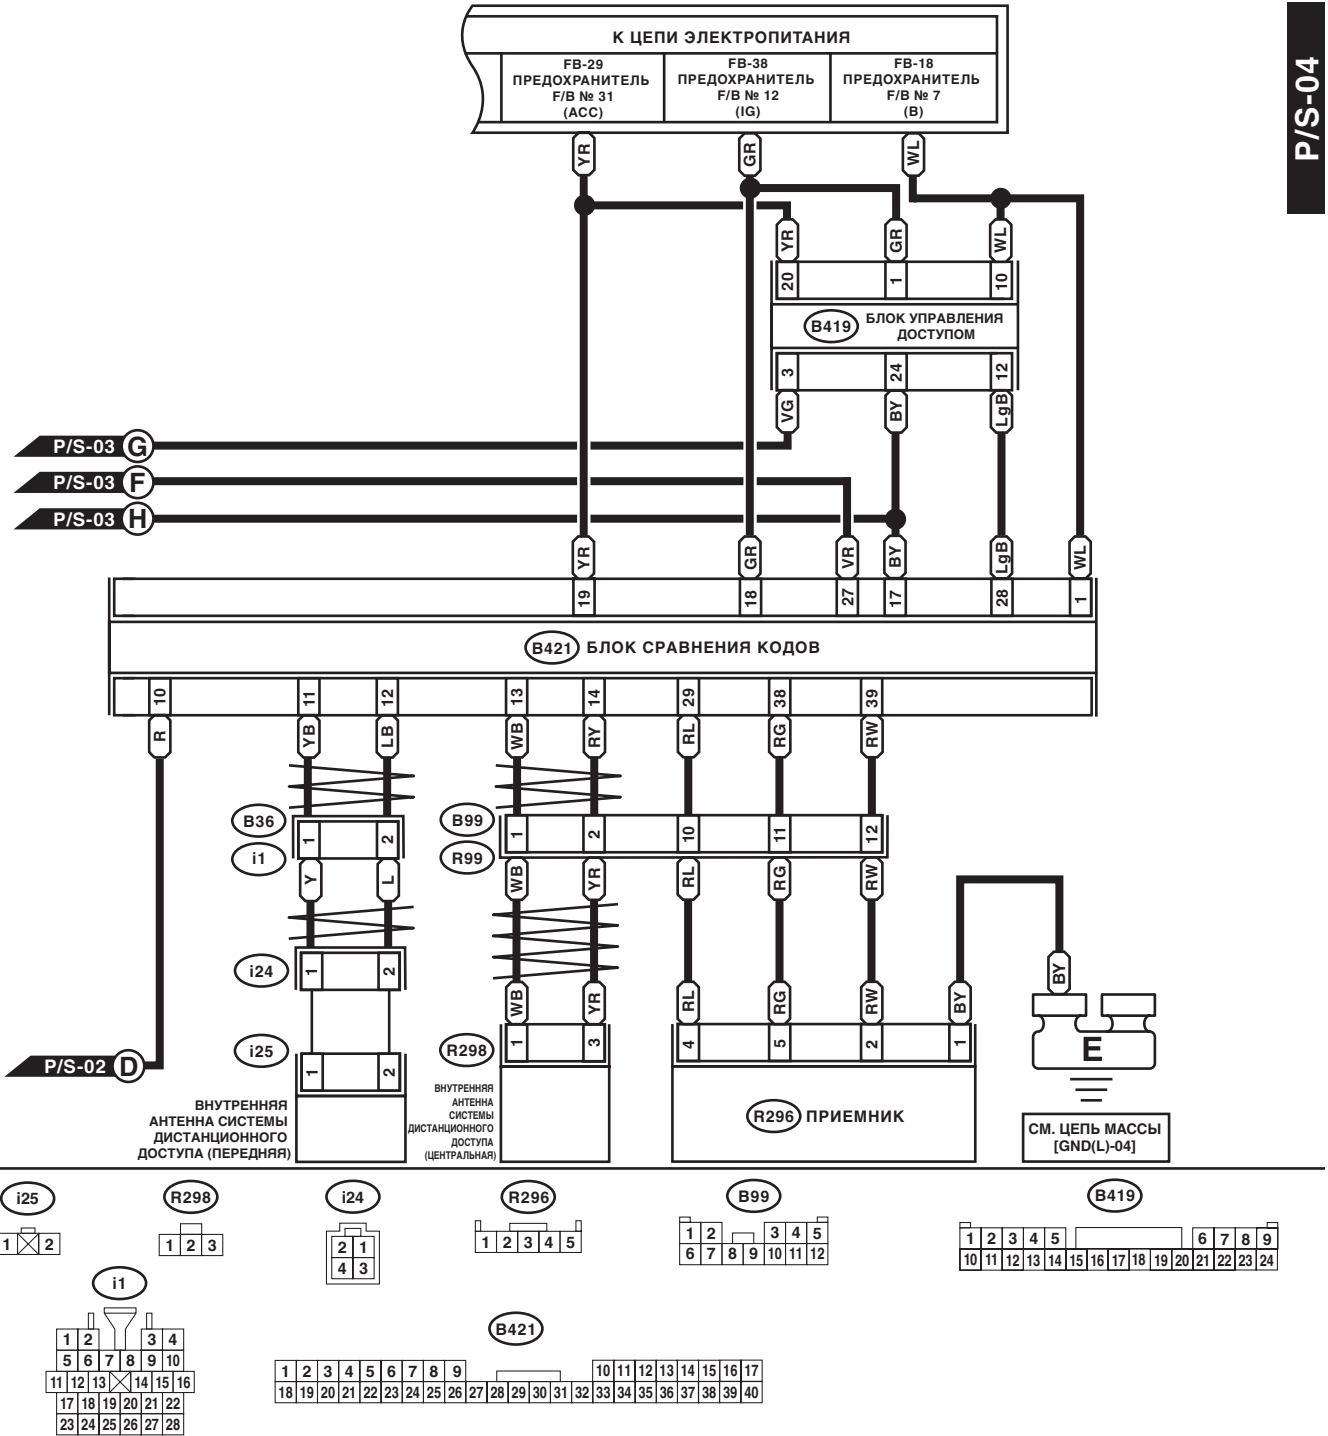 P/S-04
К ЦЕПИ ЭЛЕКТРОПИТАНИЯ
FB-29
ПРЕДОХРАНИТЕЛЬ
F/B № 31
(ACC)
FB-38
ПРЕДОХРАНИТЕЛЬ
F/B № 12
(IG)
FB-18
ПРЕДОХРАНИТЕЛЬ
F/B № 7
(B)
YR GR WL
YR GR WL
20 1 10
B419 БЛОК УПРАВЛЕНИЯ
ДОСТУПОМ
3 24 12
VG BY LgB
P/S-03 G
P/S-03 F
P/S-03 H
YR GR VR BY LgB WL
19 18 27 17 28 1
B421 БЛОК СРАВНЕНИЯ КОДОВ
10 11 12 13 14 29 38 39
R YB LB WB RY RL RG RW
B36 1 2
B99 1 2 10 11 12
i1
R99
Y L WB YR RL RG RW
BY
i24 1 2
WB YR RL RG RW BY
i25 1 2
R298 1 3
4 5 2 1
E
P/S-02 D
ВНУТРЕННЯЯ
АНТЕННА СИСТЕМЫ
ДИСТАНЦИОННОГО
ДОСТУПА (ПЕРЕДНЯЯ)
ВНУТРЕННЯЯ
АНТЕННА
СИСТЕМЫ
ДИСТАНЦИОННОГО
ДОСТУПА
(ЦЕНТРАЛЬНАЯ)
R296 ПРИЕМНИК
СМ. ЦЕПЬ МАССЫ
[GND(L)-04]
i25
1 2
R298
1 2 3
i24
2 1
4 3
R296
1 2 3 4 5
B99
1 2 3 4 5
6 7 8 9 10 11 12
B419
1 2 3 4 5 6 7 8 9
10 11 12 13 14 15 16 17 18 19 20 21 22 23 24
i1
1 2 3 4
5 6 7 8 9 10
11 12 13 14 15 16
17 18 19 20 21 22
23 24 25 26 27 28
B421
1 2 3 4 5 6 7 8 9 10 11 12 13 14 15 16 17
18 19 20 21 22 23 24 25 26 27 28 29 30 31 32 33 34 35 36 37 38 39 40